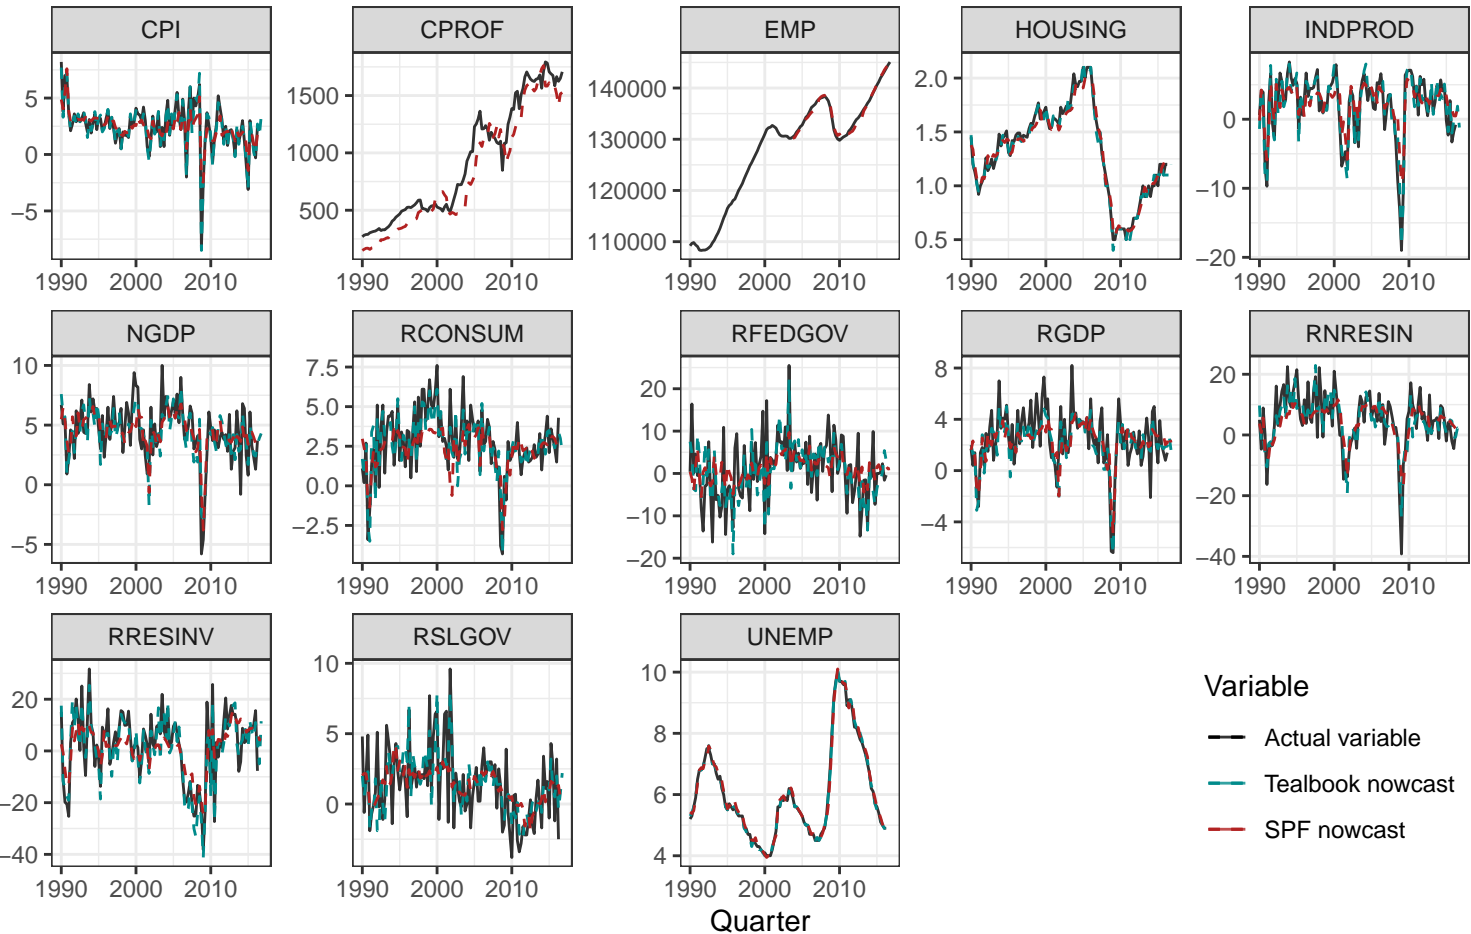 CPI
CPROF
EMP
HOUSING
INDPROD
5
0
−5
1500
1000
500
140000
130000
120000
110000
2.0
1.5
1.0
0.5
0
−10
−20
1990 2000 2010
1990 2000 2010
1990 2000 2010
1990 2000 2010
1990 2000 2010
NGDP
RCONSUM
RFEDGOV
RGDP
RNRESIN
10
5
0
−5
7.5
5.0
2.5
0.0
−2.5
20
10
0
−10
−20
8
4
0
−4
20
0
−20
−40
1990 2000 2010
1990 2000 2010
1990 2000 2010
1990 2000 2010
1990 2000 2010
RRESINV
RSLGOV
UNEMP
20
0
−20
−40
10
5
0
10
8
6
4
1990 2000 2010
1990 2000 2010
1990 2000 2010
Quarter
Variable
Actual variable
Tealbook nowcast
SPF nowcast